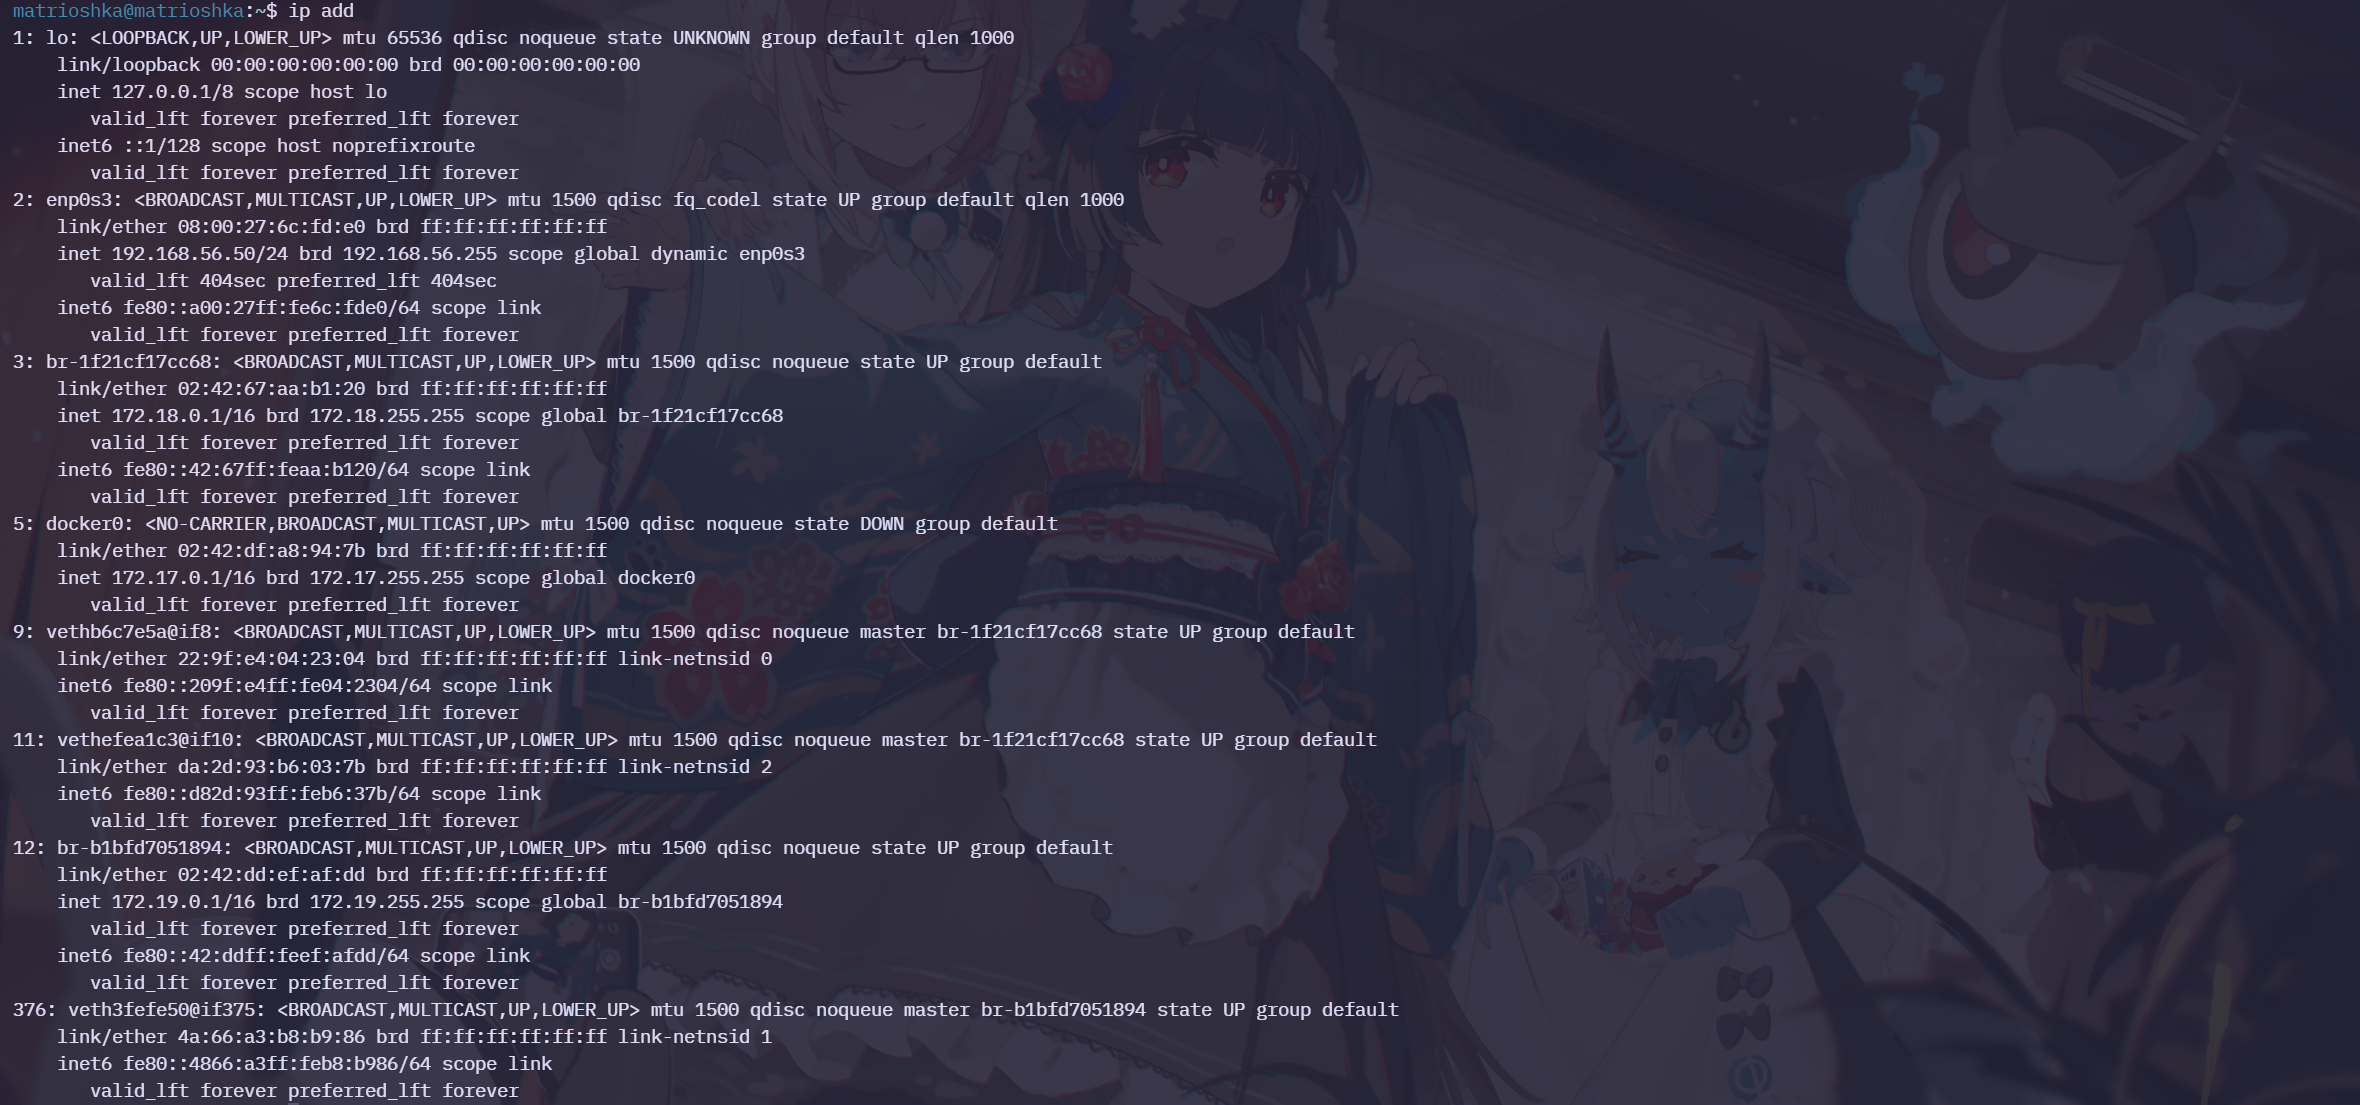 matrioshka@matrioshka:~$ ip add
1: lo: <LOOPBACK,UP,LOWER_UP> mtu 65536 qdisc noqueue state UNKNOWN group default qlen 1000
    link/loopback 00:00:00:00:00:00 brd 00:00:00:00:00:00
    inet 127.0.0.1/8 scope host lo
       valid_lft forever preferred_lft forever
    inet6 ::1/128 scope host noprefixroute
       valid_lft forever preferred_lft forever
2: enp0s3: <BROADCAST,MULTICAST,UP,LOWER_UP> mtu 1500 qdisc fq_codel state UP group default qlen 1000
    link/ether 08:00:27:6c:fd:e0 brd ff:ff:ff:ff:ff:ff
    inet 192.168.56.50/24 brd 192.168.56.255 scope global dynamic enp0s3
       valid_lft 404sec preferred_lft 404sec
    inet6 fe80::a00:27ff:fe6c:fde0/64 scope link
       valid_lft forever preferred_lft forever
3: br-1f21cf17cc68: <BROADCAST,MULTICAST,UP,LOWER_UP> mtu 1500 qdisc noqueue state UP group default
    link/ether 02:42:67:aa:b1:20 brd ff:ff:ff:ff:ff:ff
    inet 172.18.0.1/16 brd 172.18.255.255 scope global br-1f21cf17cc68
       valid_lft forever preferred_lft forever
    inet6 fe80::42:67ff:feaa:b120/64 scope link
       valid_lft forever preferred_lft forever
5: docker0: <NO-CARRIER,BROADCAST,MULTICAST,UP> mtu 1500 qdisc noqueue state DOWN group default
    link/ether 02:42:df:a8:94:7b brd ff:ff:ff:ff:ff:ff
    inet 172.17.0.1/16 brd 172.17.255.255 scope global docker0
       valid_lft forever preferred_lft forever
9: vethb6c7e5a@if8: <BROADCAST,MULTICAST,UP,LOWER_UP> mtu 1500 qdisc noqueue master br-1f21cf17cc68 state UP group default
    link/ether 22:9f:e4:04:23:04 brd ff:ff:ff:ff:ff:ff link-netnsid 0
    inet6 fe80::209f:e4ff:fe04:2304/64 scope link
       valid_lft forever preferred_lft forever
11: vethefea1c3@if10: <BROADCAST,MULTICAST,UP,LOWER_UP> mtu 1500 qdisc noqueue master br-1f21cf17cc68 state UP group default
    link/ether da:2d:93:b6:03:7b brd ff:ff:ff:ff:ff:ff link-netnsid 2
    inet6 fe80::d82d:93ff:feb6:37b/64 scope link
       valid_lft forever preferred_lft forever
12: br-b1bfd7051894: <BROADCAST,MULTICAST,UP,LOWER_UP> mtu 1500 qdisc noqueue state UP group default
    link/ether 02:42:dd:ef:af:dd brd ff:ff:ff:ff:ff:ff
    inet 172.19.0.1/16 brd 172.19.255.255 scope global br-b1bfd7051894
       valid_lft forever preferred_lft forever
    inet6 fe80::42:ddff:feef:afdd/64 scope link
       valid_lft forever preferred_lft forever
376: veth3fefe50@if375: <BROADCAST,MULTICAST,UP,LOWER_UP> mtu 1500 qdisc noqueue master br-b1bfd7051894 state UP group default
    link/ether 4a:66:a3:b8:b9:86 brd ff:ff:ff:ff:ff:ff link-netnsid 1
    inet6 fe80::4866:a3ff:feb8:b986/64 scope link
       valid_lft forever preferred_lft forever